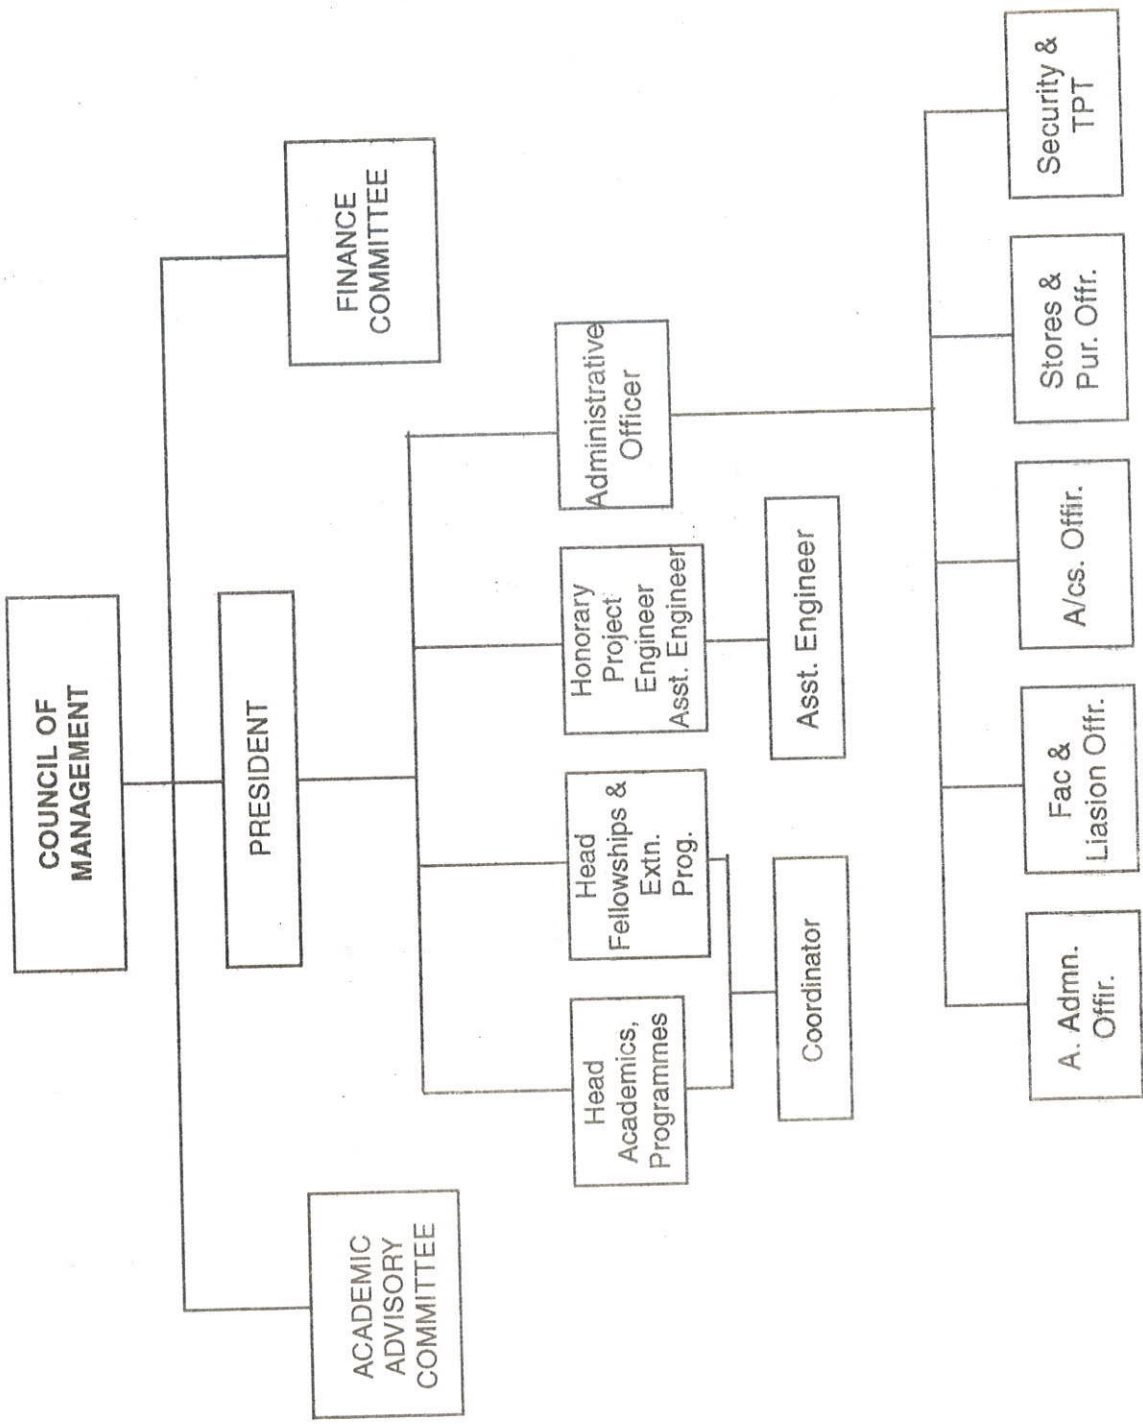 COUNCIL OF
MANAGEMENT
PRESIDENT
ACADEMIC
ADVISORY
COMMITTEE
FINANCE
COMMITTEE
Head
Academics,
Programmes
Head
Fellowships &
Extn.
Prog.
Honorary
Project
Engineer
Asst. Engineer
Administrative
Officer
Coordinator
Asst. Engineer
A. Admn.
Offir.
Fac &
Liasion Offr.
A/cs. Offir.
Stores &
Pur. Offr.
Security &
TPT